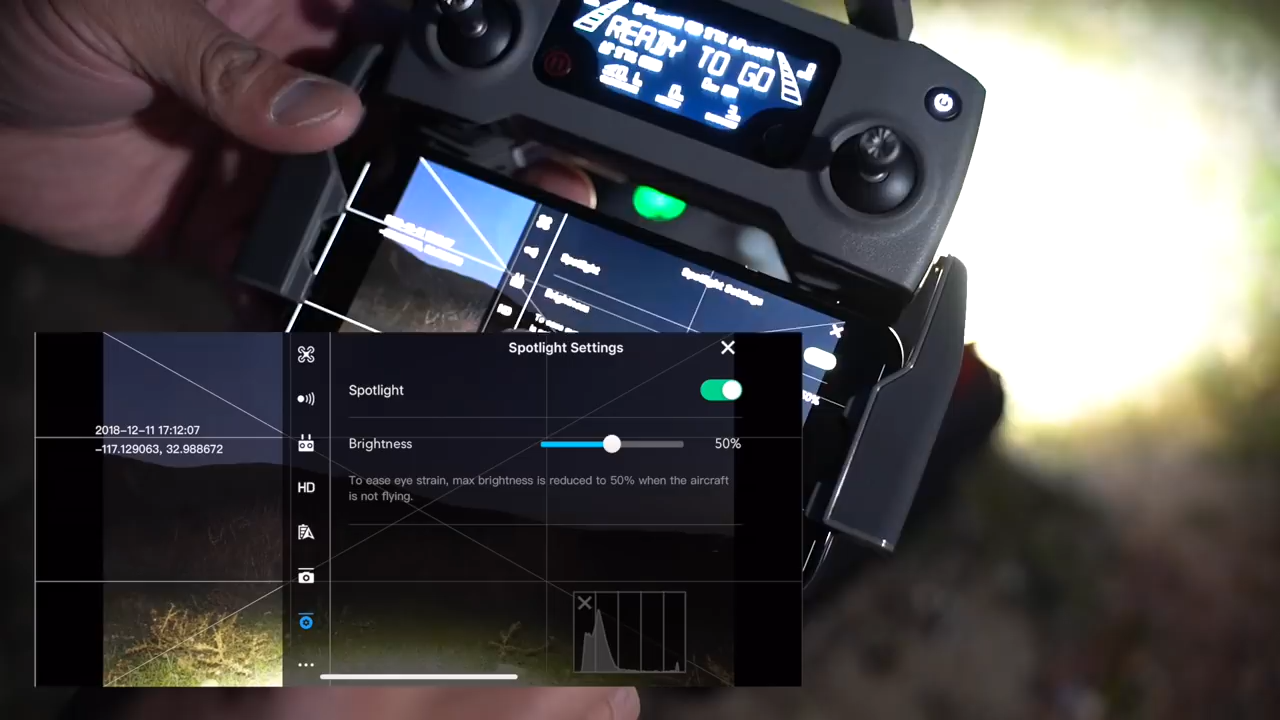 READY TO GO
Spotlight
Spotlight Settings
Brightness
Spotlight Settings
Spotlight
2018-12-11 17:12:07
-117.129063, 32.988672
Brightness
50%
HD
To ease eye strain, max brightness is reduced to 50% when the aircraft
is not flying.